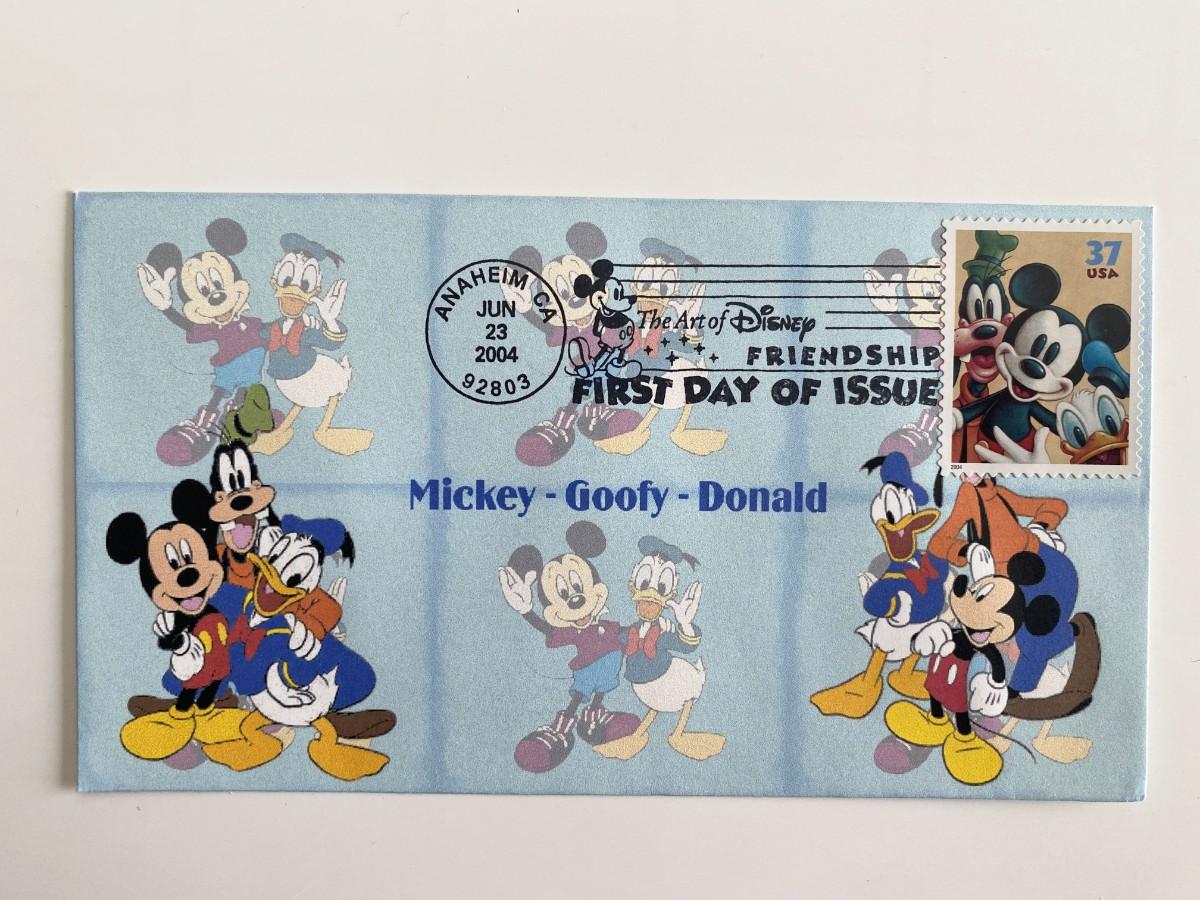 ANAHEIM CA
JUN
23
2004
92803
The Art of Disney
FRIENDSHIP
FIRST DAY OF ISSUE
37
USA
2004
Mickey - Goofy - Donald